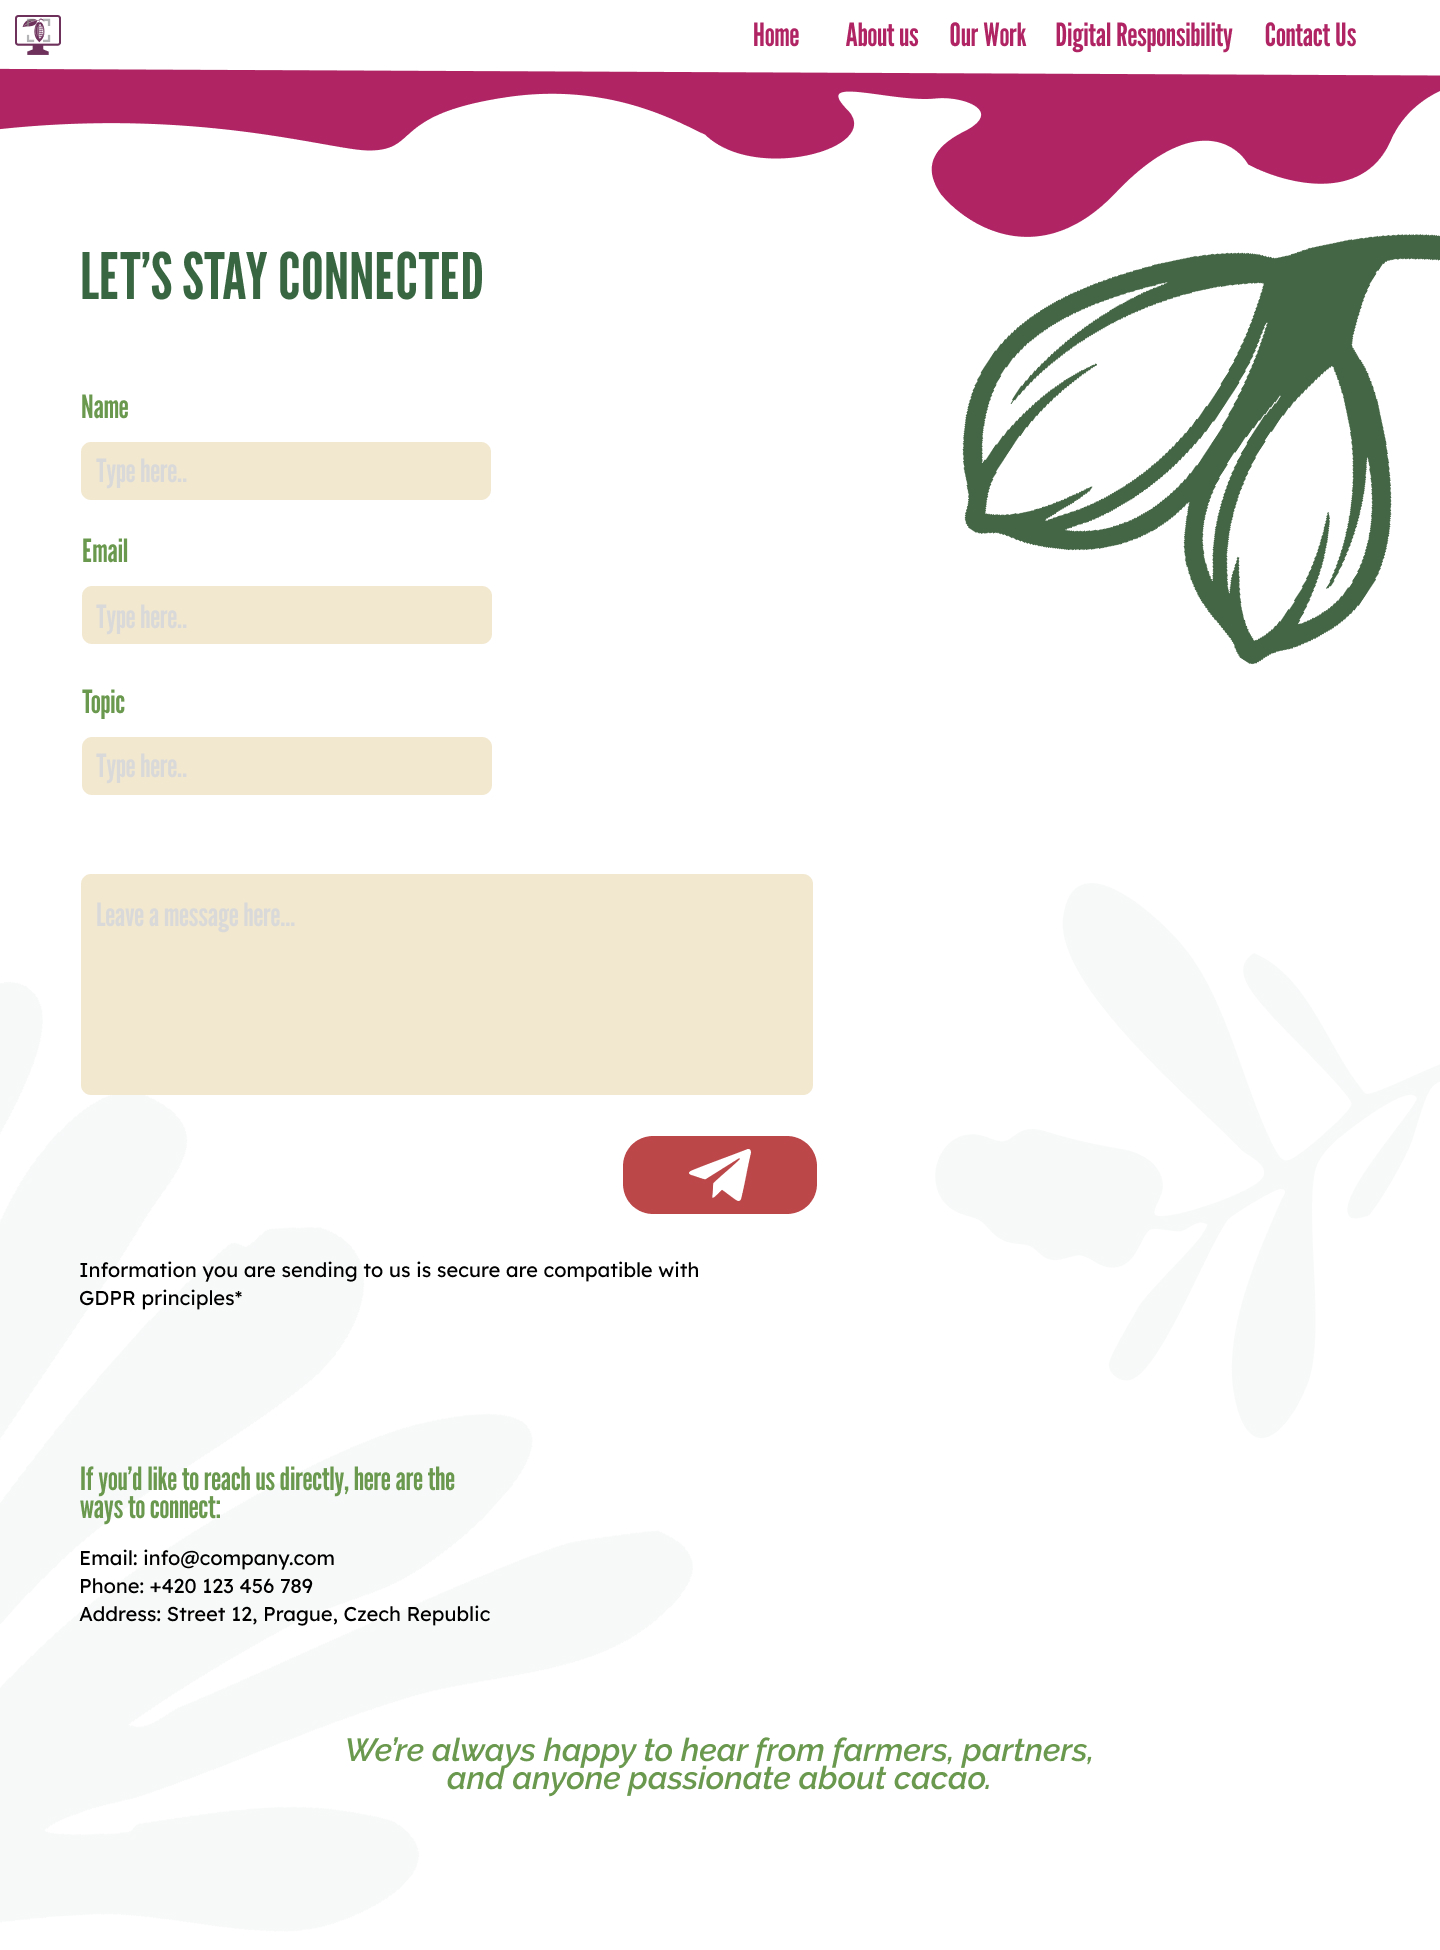 Home About us Our Work Digital Responsibility Contact Us
LET’S STAY CONNECTED
Name
Type here..
Email
Type here..
Topic
Type here..
Leave a message here...
Information you are sending to us is secure are compatible with
GDPR principles*
If you’d like to reach us directly, here are the
ways to connect:
Email: info@company.com
Phone: +420 123 456 789
Address: Street 12, Prague, Czech Republic
We’re always happy to hear from farmers, partners,
and anyone passionate about cacao.